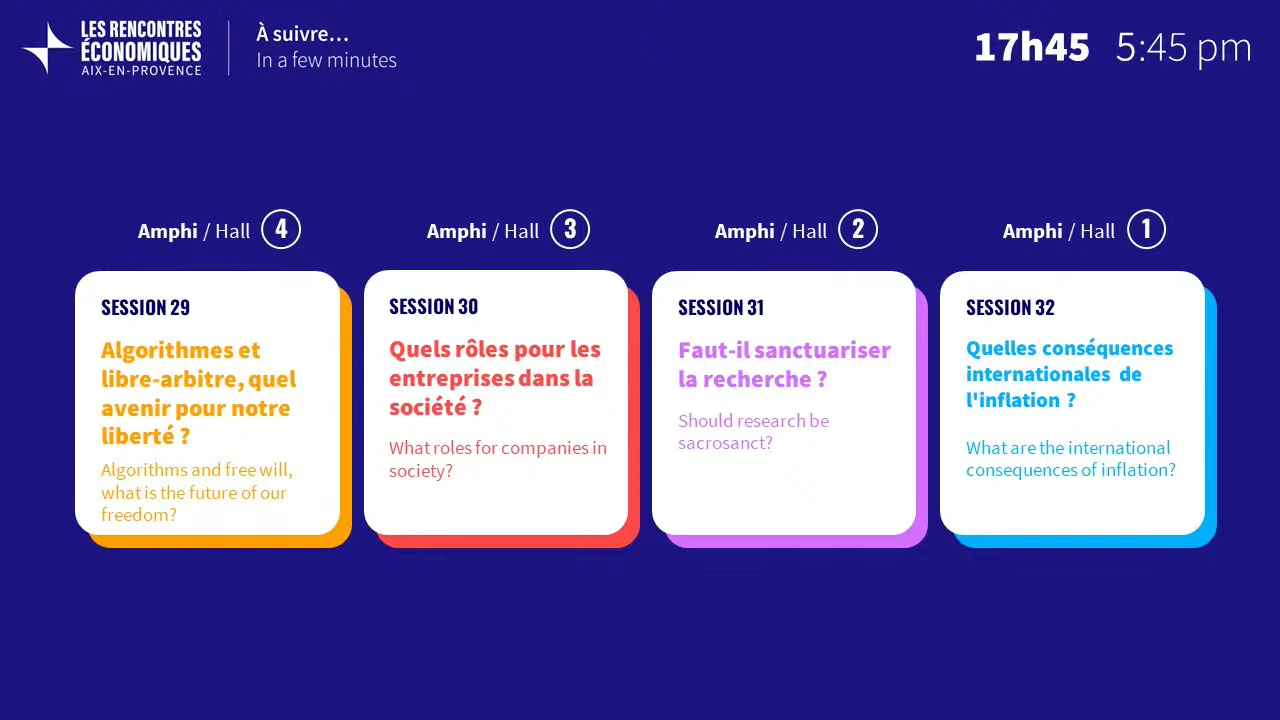 LES RENCONTRES
ÉCONOMIQUES
AIX-EN-PROVENCE
À suivre...
In a few minutes
17h45 5:45 pm
Amphi / Hall 4
SESSION 29
Algorithmes et
libre-arbitre, quel
avenir pour notre
liberté ?
Algorithms and free will,
what is the future of our
freedom?
Amphi / Hall 3
SESSION 30
Quels rôles pour les
entreprises dans la
société ?
What roles for companies in
society?
Amphi / Hall 2
SESSION 31
Faut-il sanctuariser
la recherche ?
Should research be
sacrosanct?
Amphi / Hall 1
SESSION 32
Quelles conséquences
internationales de
l'inflation ?
What are the international
consequences of inflation?